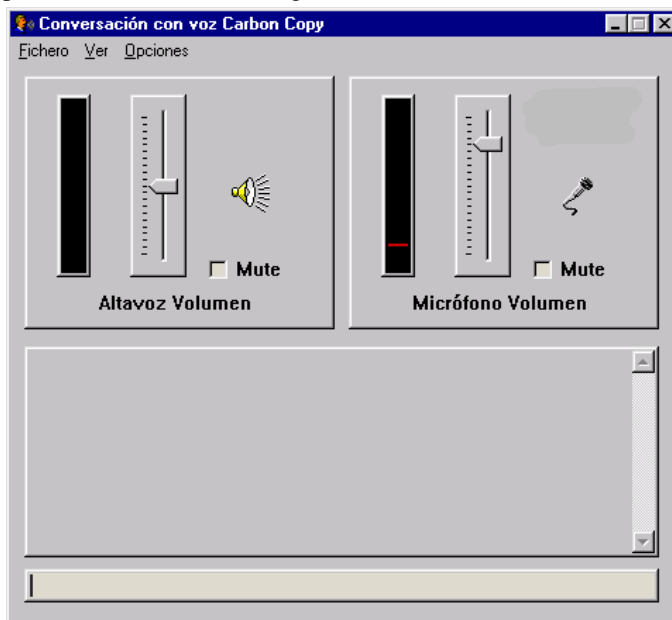 Conversación con voz Carbon Copy
Fichero Ver Opciones
Mute
Altavoz Volumen
Mute
Micrófono Volumen